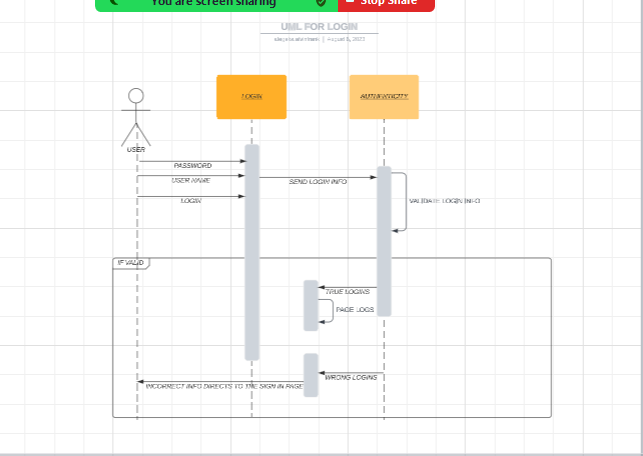 You are screen sharing
Stop Share
UML FOR LOGIN
August 5, 2023
LOGIN
AUTHENTICITY
USER
PASSWORD
USER NAME
SEND LOGIN INFO
LOGIN
VALIDATE LOGIN INFO
IF VALID
TRUE LOGINS
PAGE LOGS
WRONG LOGINS
INCORRECT INFO DIRECTS TO THE SIGN IN PAGE